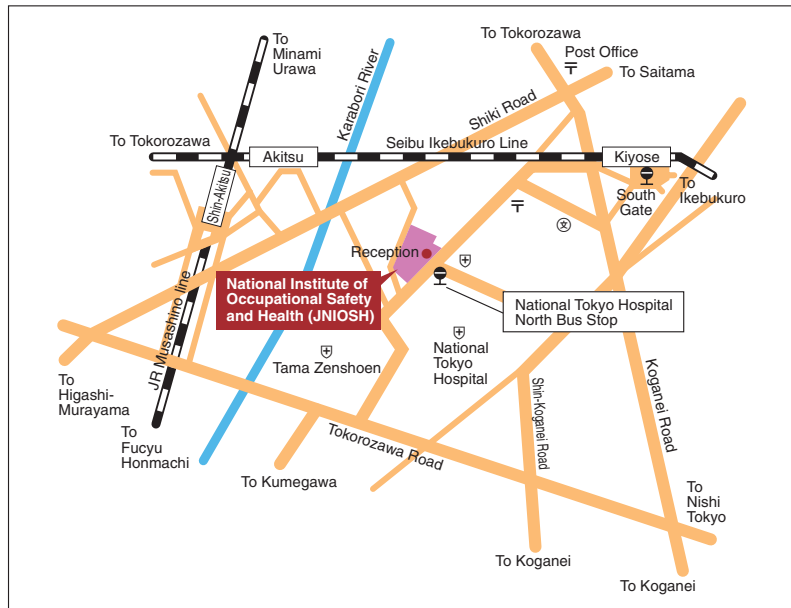 To
Minami
Urawa
Karabori River
To Tokorozawa
Post Office
〒
To Saitama
Shiki Road
To Tokorozawa
Akitsu
Seibu Ikebukuro Line
Kiyose
Shin-Akitsu
South
Gate
To
Ikebukuro
〒
文
Reception
National Institute of
Occupational Safety
and Health (JNIOSH)
National Tokyo Hospital
North Bus Stop
JR Musashino line
Tama Zenshoen
National
Tokyo
Hospital
To
Higashi-
Murayama
To
Fucyu
Honmachi
Shin-Koganei Road
Koganei Road
Tokorozawa Road
To Kumegawa
To
Nishi
Tokyo
To Koganei
To Koganei